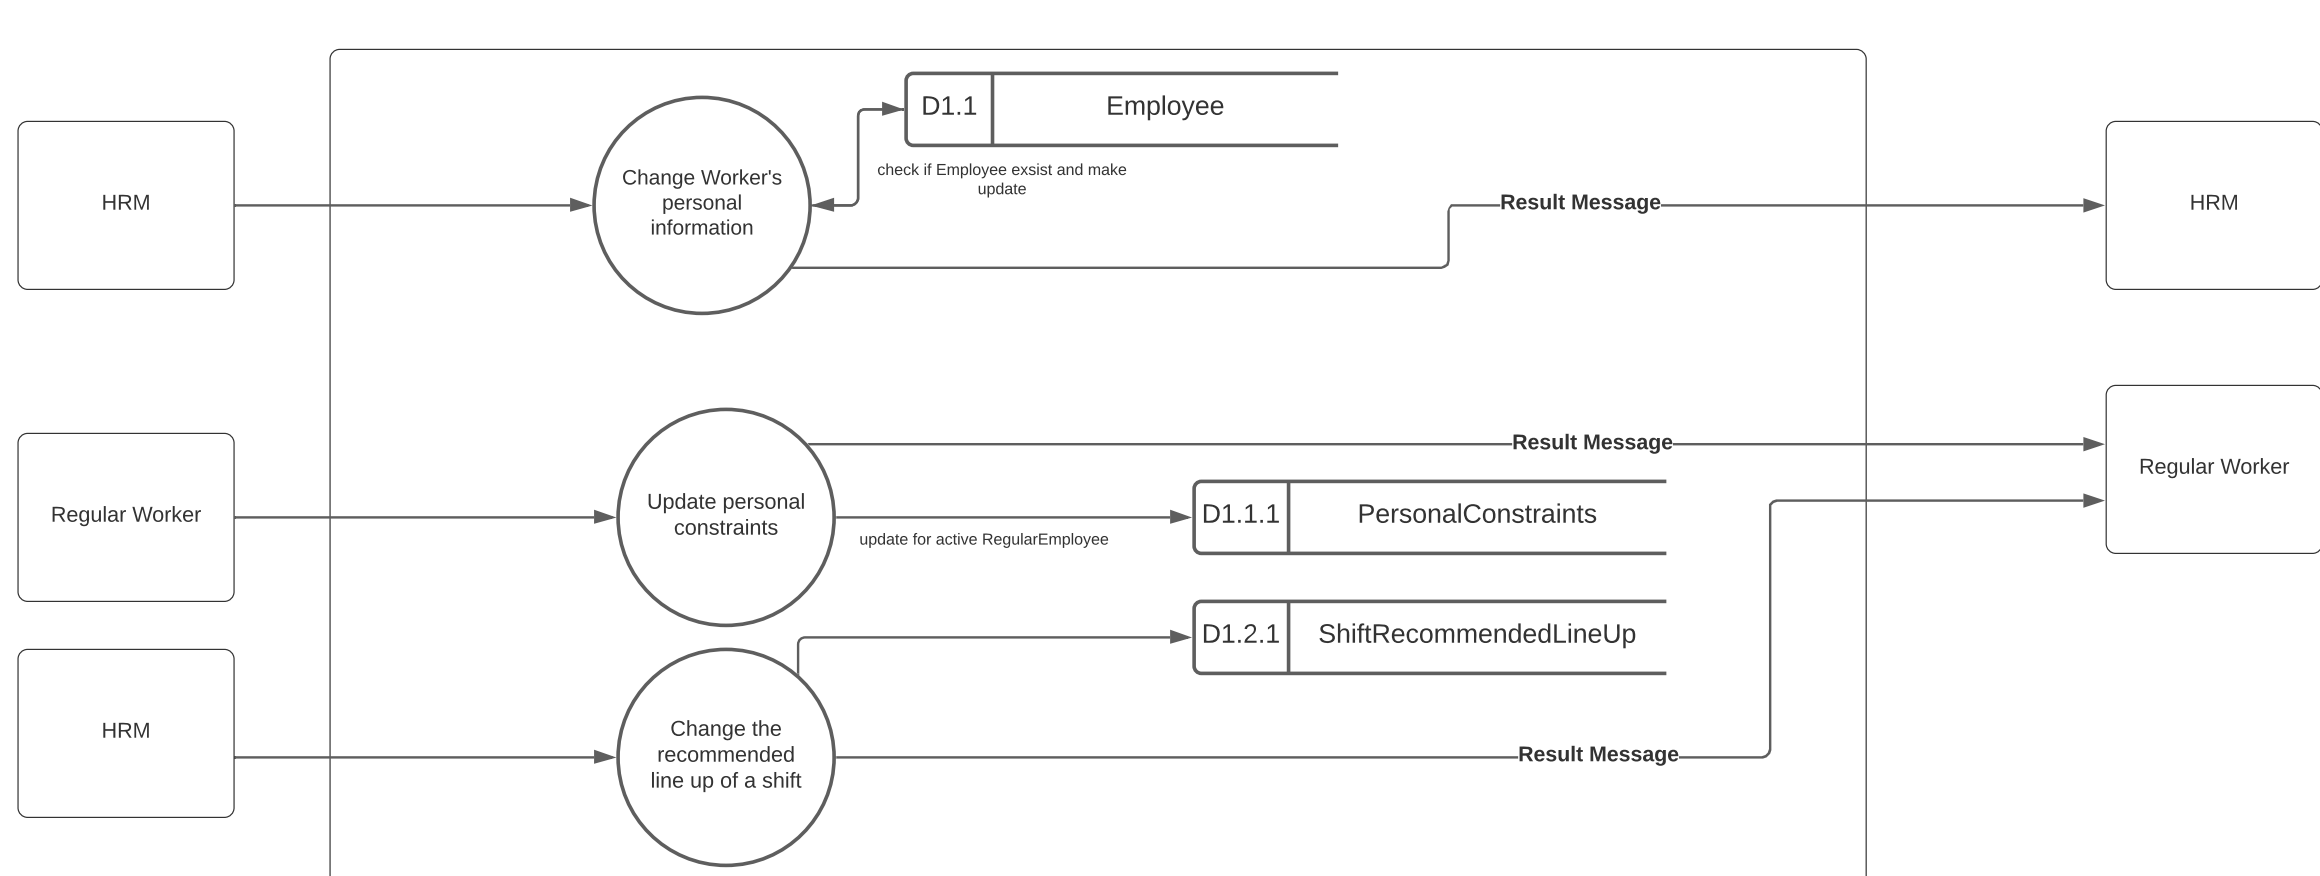 D1.1
Employee
HRM
Change Worker's
personal
information
check if Employee exsist and make
update
Result Message
HRM
Result Message
Regular Worker
Regular Worker
Update personal
constraints
update for active RegularEmployee
D1.1.1
PersonalConstraints
D1.2.1
ShiftRecommendedLineUp
HRM
Change the
recommended
line up of a shift
Result Message